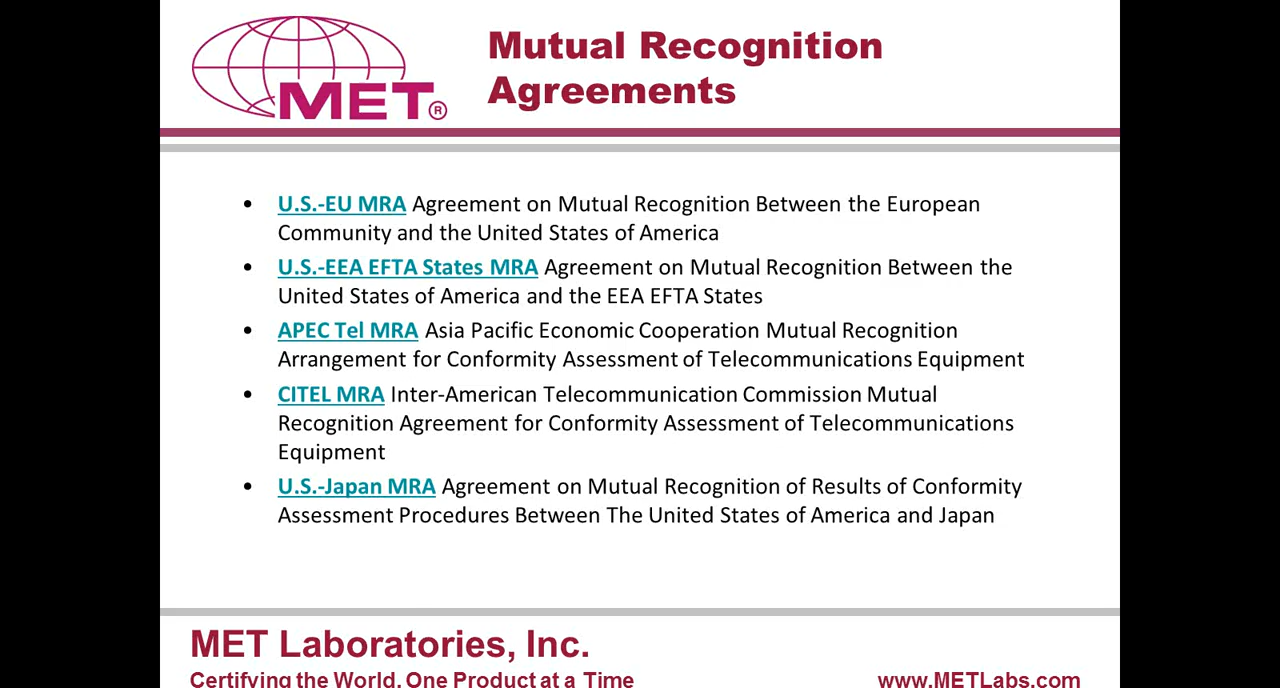 MET®
Mutual Recognition
Agreements
• U.S.-EU MRA Agreement on Mutual Recognition Between the European
Community and the United States of America
• U.S.-EEA EFTA States MRA Agreement on Mutual Recognition Between the
United States of America and the EEA EFTA States
• APEC Tel MRA Asia Pacific Economic Cooperation Mutual Recognition
Arrangement for Conformity Assessment of Telecommunications Equipment
• CITEL MRA Inter-American Telecommunication Commission Mutual
Recognition Agreement for Conformity Assessment of Telecommunications
Equipment
• U.S.-Japan MRA Agreement on Mutual Recognition of Results of Conformity
Assessment Procedures Between The United States of America and Japan
MET Laboratories, Inc.
Certifying the World, One Product at a Time
www.METLabs.com